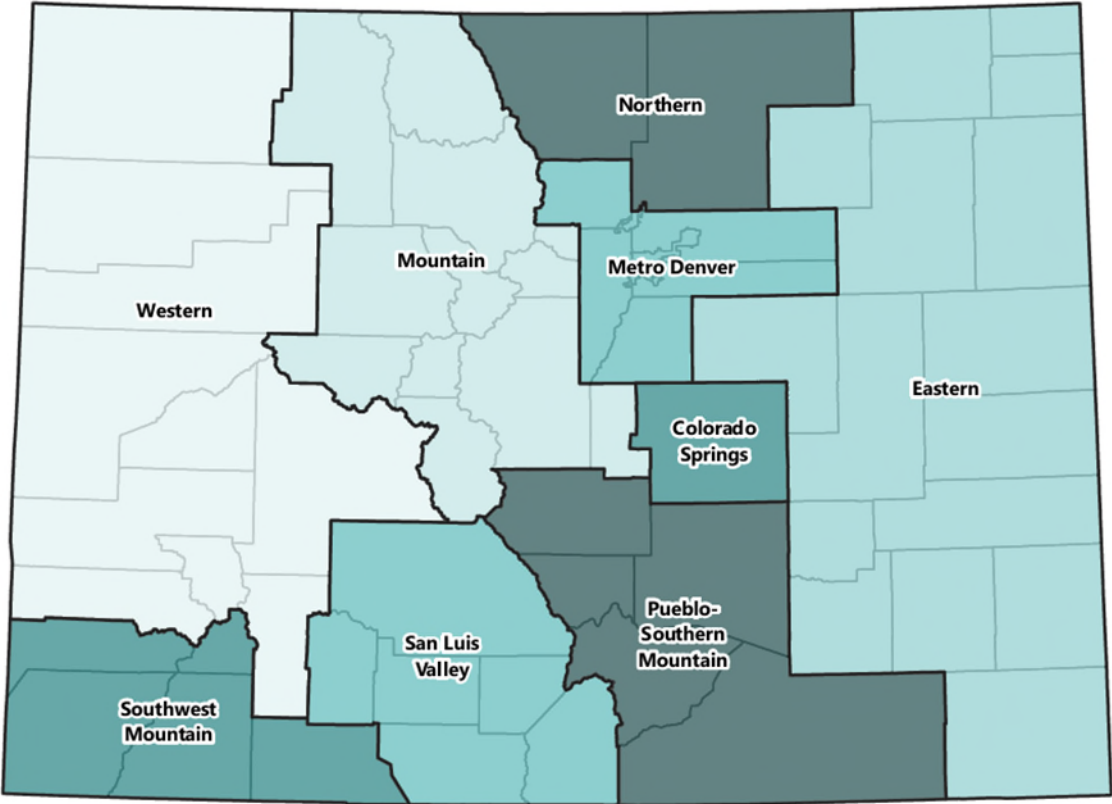 Northern
Mountain
Metro Denver
Western
Eastern
Colorado
Springs
Pueblo-
Southern
Mountain
San Luis
Valley
Southwest
Mountain